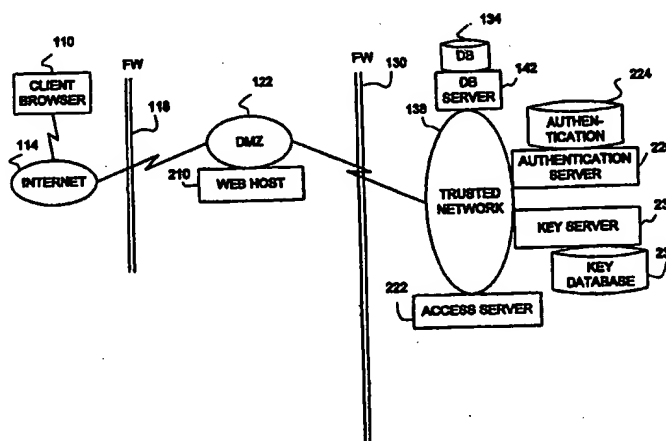 110
CLIENT
BROWSER
114
INTERNET
FW
118
122
DMZ
210
WEB HOST
FW
130
134
DB
DB
SERVER
142
138
TRUSTED
NETWORK
224
AUTHEN-
TICATION
AUTHENTICATION
SERVER
KEY SERVER
KEY
DATABASE
222
ACCESS SERVER